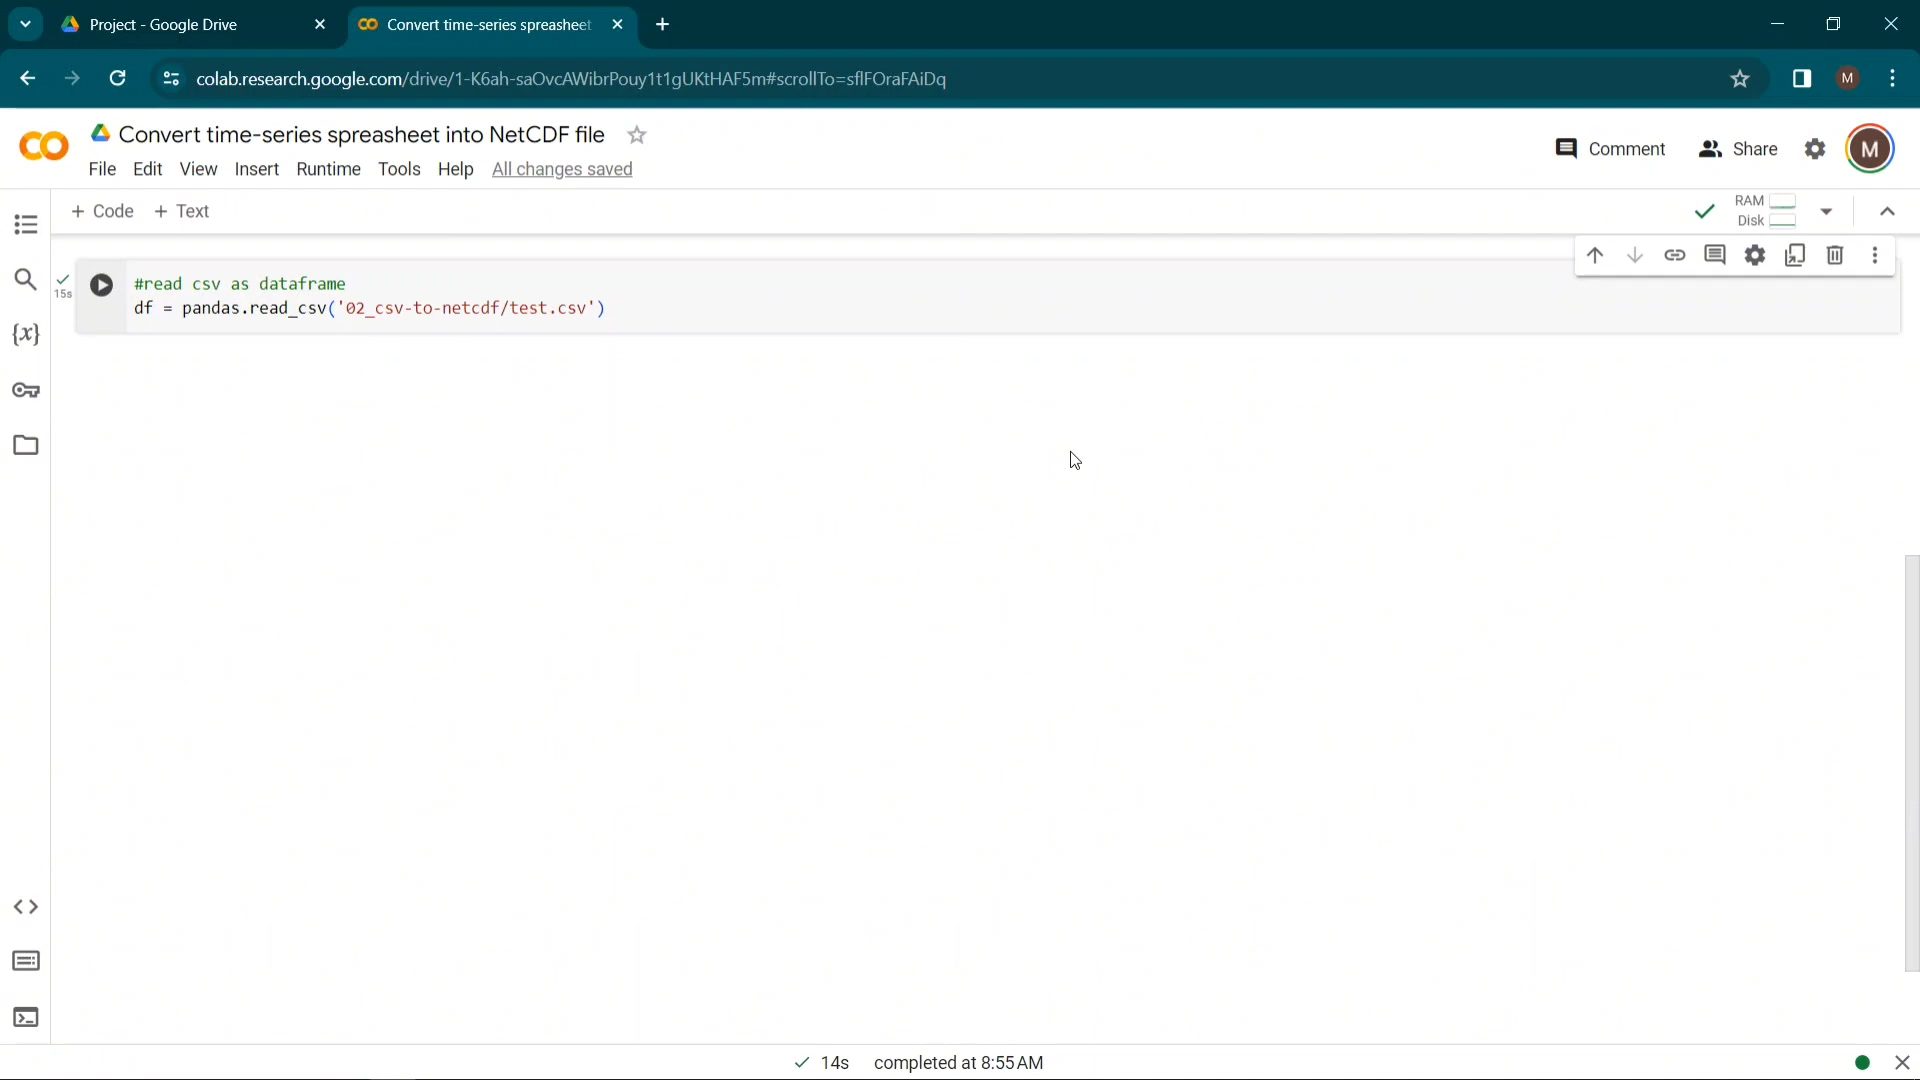 Project - Google Drive
Convert time-series spreasheet
colab.research.google.com/drive/1-K6ah-saOvcAWibrPouy1t1gUKtHAF5m#scrollTo=sflFOraFAiDq
M
Convert time-series spreasheet into NetCDF file
Comment
Share
M
File Edit View Insert Runtime Tools Help All changes saved
+ Code + Text
RAM
Disk
15s
#read csv as dataframe
df = pandas.read_csv('02_csv-to-netcdf/test.csv')
{x}
14s completed at 8:55 AM